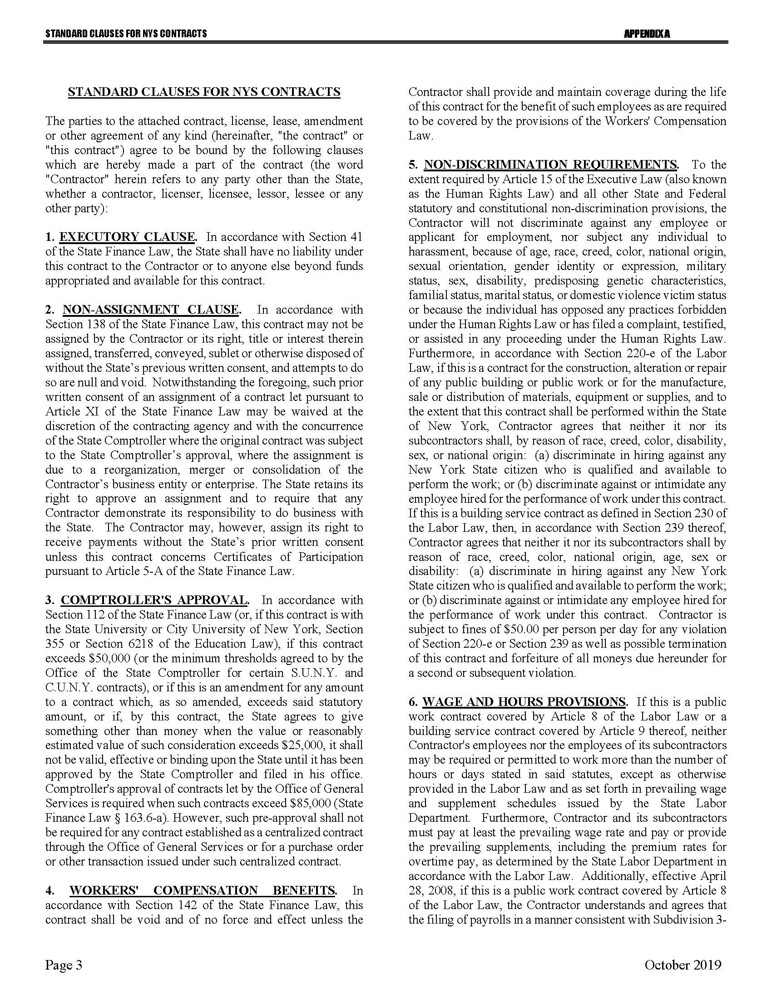 STANDARD CLAUSES FOR NYS CONTRACTS APPENDIX A
STANDARD CLAUSES FOR NYS CONTRACTS
The parties to the attached contract, license, lease, amendment
or other agreement of any kind (hereinafter, "the contract" or
"this contract") agree to be bound by the following clauses
which are hereby made a part of the contract (the word
"Contractor" herein refers to any party other than the State,
whether a contractor, licenser, licensee, lessor, lessee or any
other party):
1. EXECUTORY CLAUSE. In accordance with Section 41
of the State Finance Law, the State shall have no liability under
this contract to the Contractor or to anyone else beyond funds
appropriated and available for this contract.
2. NON-ASSIGNMENT CLAUSE. In accordance with
Section 138 of the State Finance Law, this contract may not be
assigned by the Contractor or its right, title or interest therein
assigned, transferred, conveyed, sublet or otherwise disposed of
without the State’s previous written consent, and attempts to do
so are null and void. Notwithstanding the foregoing, such prior
written consent of an assignment of a contract let pursuant to
Article XI of the State Finance Law may be waived at the
discretion of the contracting agency and with the concurrence
of the State Comptroller where the original contract was subject
to the State Comptroller’s approval, where the assignment is
due to a reorganization, merger or consolidation of the
Contractor’s business entity or enterprise. The State retains its
right to approve an assignment and to require that any
Contractor demonstrate its responsibility to do business with
the State. The Contractor may, however, assign its right to
receive payments without the State’s prior written consent
unless this contract concerns Certificates of Participation
pursuant to Article 5-A of the State Finance Law.
3. COMPTROLLER'S APPROVAL. In accordance with
Section 112 of the State Finance Law (or, if this contract is with
the State University or City University of New York, Section
355 or Section 6218 of the Education Law), if this contract
exceeds $50,000 (or the minimum thresholds agreed to by the
Office of the State Comptroller for certain S.U.N.Y. and
C.U.N.Y. contracts), or if this is an amendment for any amount
to a contract which, as so amended, exceeds said statutory
amount, or if, by this contract, the State agrees to give
something other than money when the value or reasonably
estimated value of such consideration exceeds $25,000, it shall
not be valid, effective or binding upon the State until it has been
approved by the State Comptroller and filed in his office.
Comptroller's approval of contracts let by the Office of General
Services is required when such contracts exceed $85,000 (State
Finance Law § 163.6-a). However, such pre-approval shall not
be required for any contract established as a centralized contract
through the Office of General Services or for a purchase order
or other transaction issued under such centralized contract.
4. WORKERS' COMPENSATION BENEFITS. In
accordance with Section 142 of the State Finance Law, this
contract shall be void and of no force and effect unless the
Contractor shall provide and maintain coverage during the life
of this contract for the benefit of such employees as are required
to be covered by the provisions of the Workers' Compensation
Law.
5. NON-DISCRIMINATION REQUIREMENTS. To the
extent required by Article 15 of the Executive Law (also known
as the Human Rights Law) and all other State and Federal
statutory and constitutional non-discrimination provisions, the
Contractor will not discriminate against any employee or
applicant for employment, nor subject any individual to
harassment, because of age, race, creed, color, national origin,
sexual orientation, gender identity or expression, military
status, sex, disability, predisposing genetic characteristics,
familial status, marital status, or domestic violence victim status
or because the individual has opposed any practices forbidden
under the Human Rights Law or has filed a complaint, testified,
or assisted in any proceeding under the Human Rights Law.
Furthermore, in accordance with Section 220-e of the Labor
Law, if this is a contract for the construction, alteration or repair
of any public building or public work or for the manufacture,
sale or distribution of materials, equipment or supplies, and to
the extent that this contract shall be performed within the State
of New York, Contractor agrees that neither it nor its
subcontractors shall, by reason of race, creed, color, disability,
sex, or national origin: (a) discriminate in hiring against any
New York State citizen who is qualified and available to
perform the work; or (b) discriminate against or intimidate any
employee hired for the performance of work under this contract.
If this is a building service contract as defined in Section 230 of
the Labor Law, then, in accordance with Section 239 thereof,
Contractor agrees that neither it nor its subcontractors shall by
reason of race, creed, color, national origin, age, sex or
disability: (a) discriminate in hiring against any New York
State citizen who is qualified and available to perform the work;
or (b) discriminate against or intimidate any employee hired for
the performance of work under this contract. Contractor is
subject to fines of $50.00 per person per day for any violation
of Section 220-e or Section 239 as well as possible termination
of this contract and forfeiture of all moneys due hereunder for
a second or subsequent violation.
6. WAGE AND HOURS PROVISIONS. If this is a public
work contract covered by Article 8 of the Labor Law or a
building service contract covered by Article 9 thereof, neither
Contractor's employees nor the employees of its subcontractors
may be required or permitted to work more than the number of
hours or days stated in said statutes, except as otherwise
provided in the Labor Law and as set forth in prevailing wage
and supplement schedules issued by the State Labor
Department. Furthermore, Contractor and its subcontractors
must pay at least the prevailing wage rate and pay or provide
the prevailing supplements, including the premium rates for
overtime pay, as determined by the State Labor Department in
accordance with the Labor Law. Additionally, effective April
28, 2008, if this is a public work contract covered by Article 8
of the Labor Law, the Contractor understands and agrees that
the filing of payrolls in a manner consistent with Subdivision 3-
Page 3 October 2019